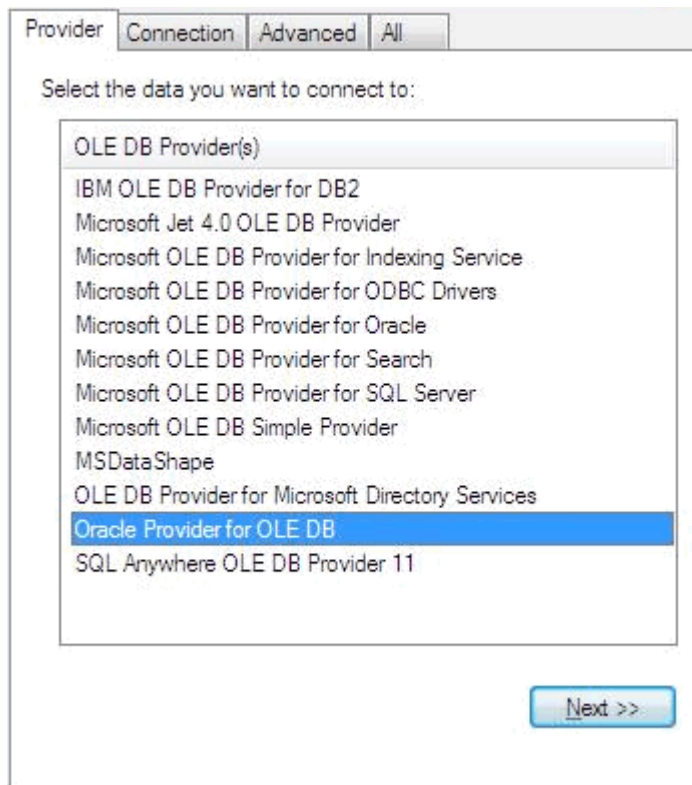 Provider Connection Advanced All
Select the data you want to connect to:
OLE DB Provider(s)
IBM OLE DB Provider for DB2
Microsoft Jet 4.0 OLE DB Provider
Microsoft OLE DB Provider for Indexing Service
Microsoft OLE DB Provider for ODBC Drivers
Microsoft OLE DB Provider for Oracle
Microsoft OLE DB Provider for Search
Microsoft OLE DB Provider for SQL Server
Microsoft OLE DB Simple Provider
MSDataShape
OLE DB Provider for Microsoft Directory Services
Oracle Provider for OLE DB
SQL Anywhere OLE DB Provider 11
Next >>